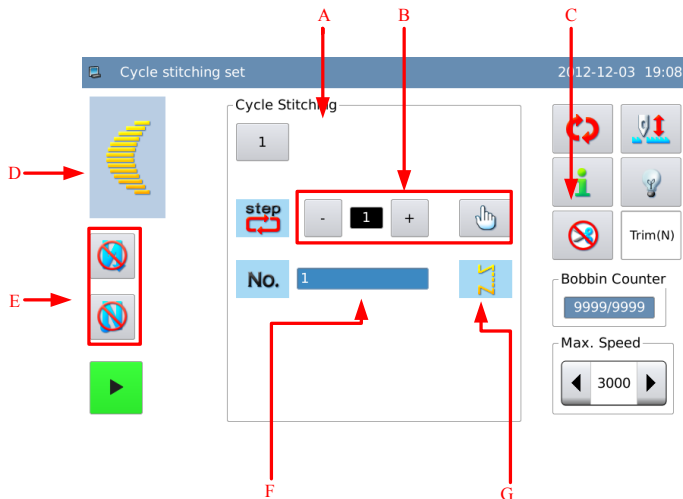 A
B
C
Cycle stitching set
2012-12-03 19:08
Cycle Stitching
1
D
step
-
1
+
Trim(N)
No.
1
Bobbin Counter
9999/9999
E
Max. Speed
3000
F
G